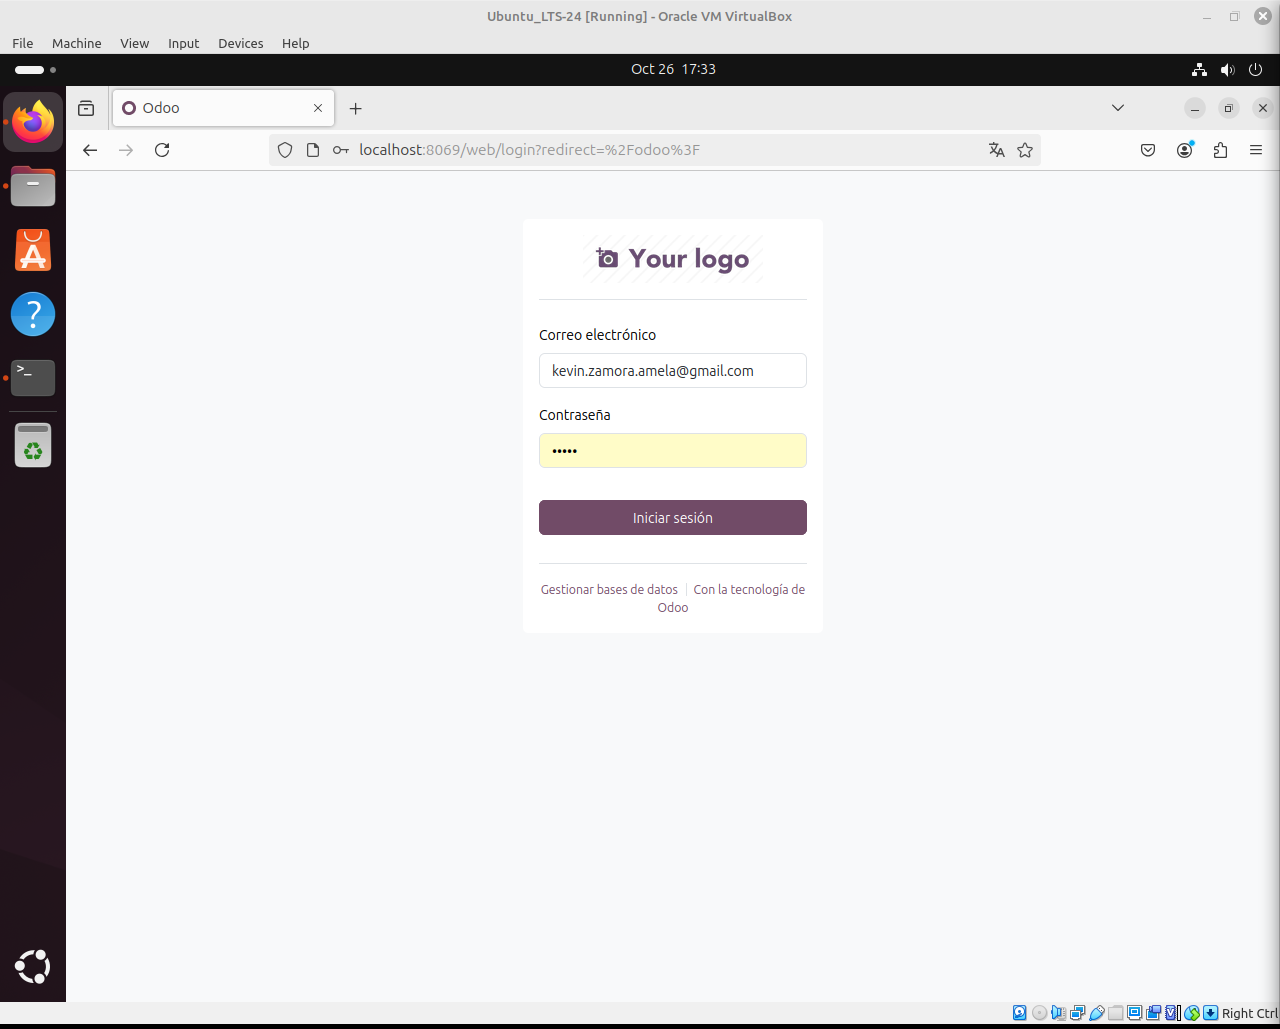 Ubuntu_LTS-24 [Running] - Oracle VM VirtualBox
File Machine View Input Devices Help
Oct 26 17:33
Odoo
localhost:8069/web/login?redirect=%2Fodoo%3F
Your logo
Correo electrónico
kevin.zamora.amela@gmail.com
Contraseña
•••••
Iniciar sesión
Gestionar bases de datos | Con la tecnología de
Odoo
Right Ctrl